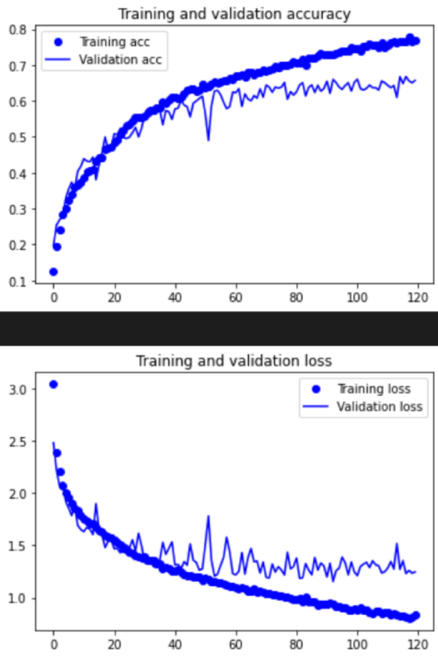 Training and validation accuracy
0.8
Training acc
Validation acc
0.7
0.6
0.5
0.4
0.3
0.2
0.1
0 20 40 60 80 100 120
Training and validation loss
3.0
Training loss
Validation loss
2.5
2.0
1.5
1.0
0 20 40 60 80 100 120